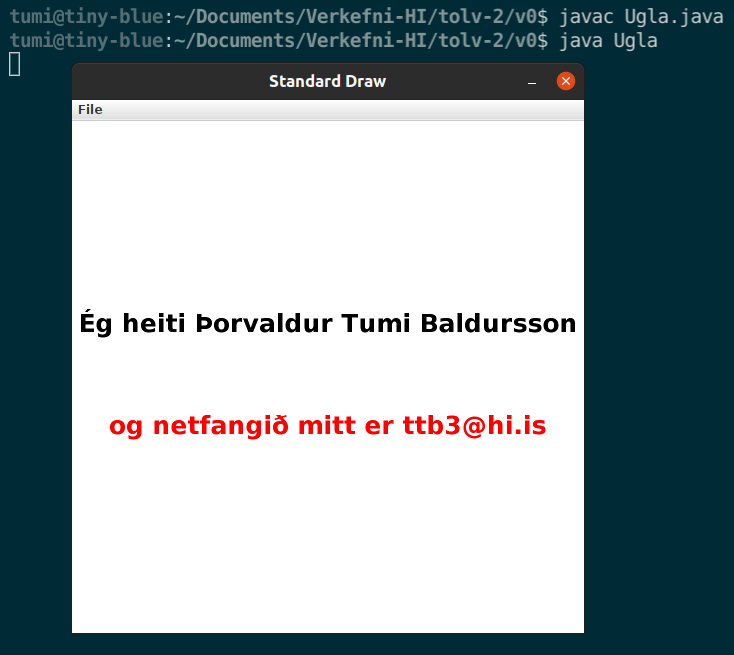 tumi@tiny-blue:~/Documents/Verkefni-HI/tolv-2/v0$ javac Ugla.java
tumi@tiny-blue:~/Documents/Verkefni-HI/tolv-2/v0$ java Ugla
Standard Draw
File
Ég heiti Þorvaldur Tumi Baldursson
og netfangið mitt er ttb3@hi.is